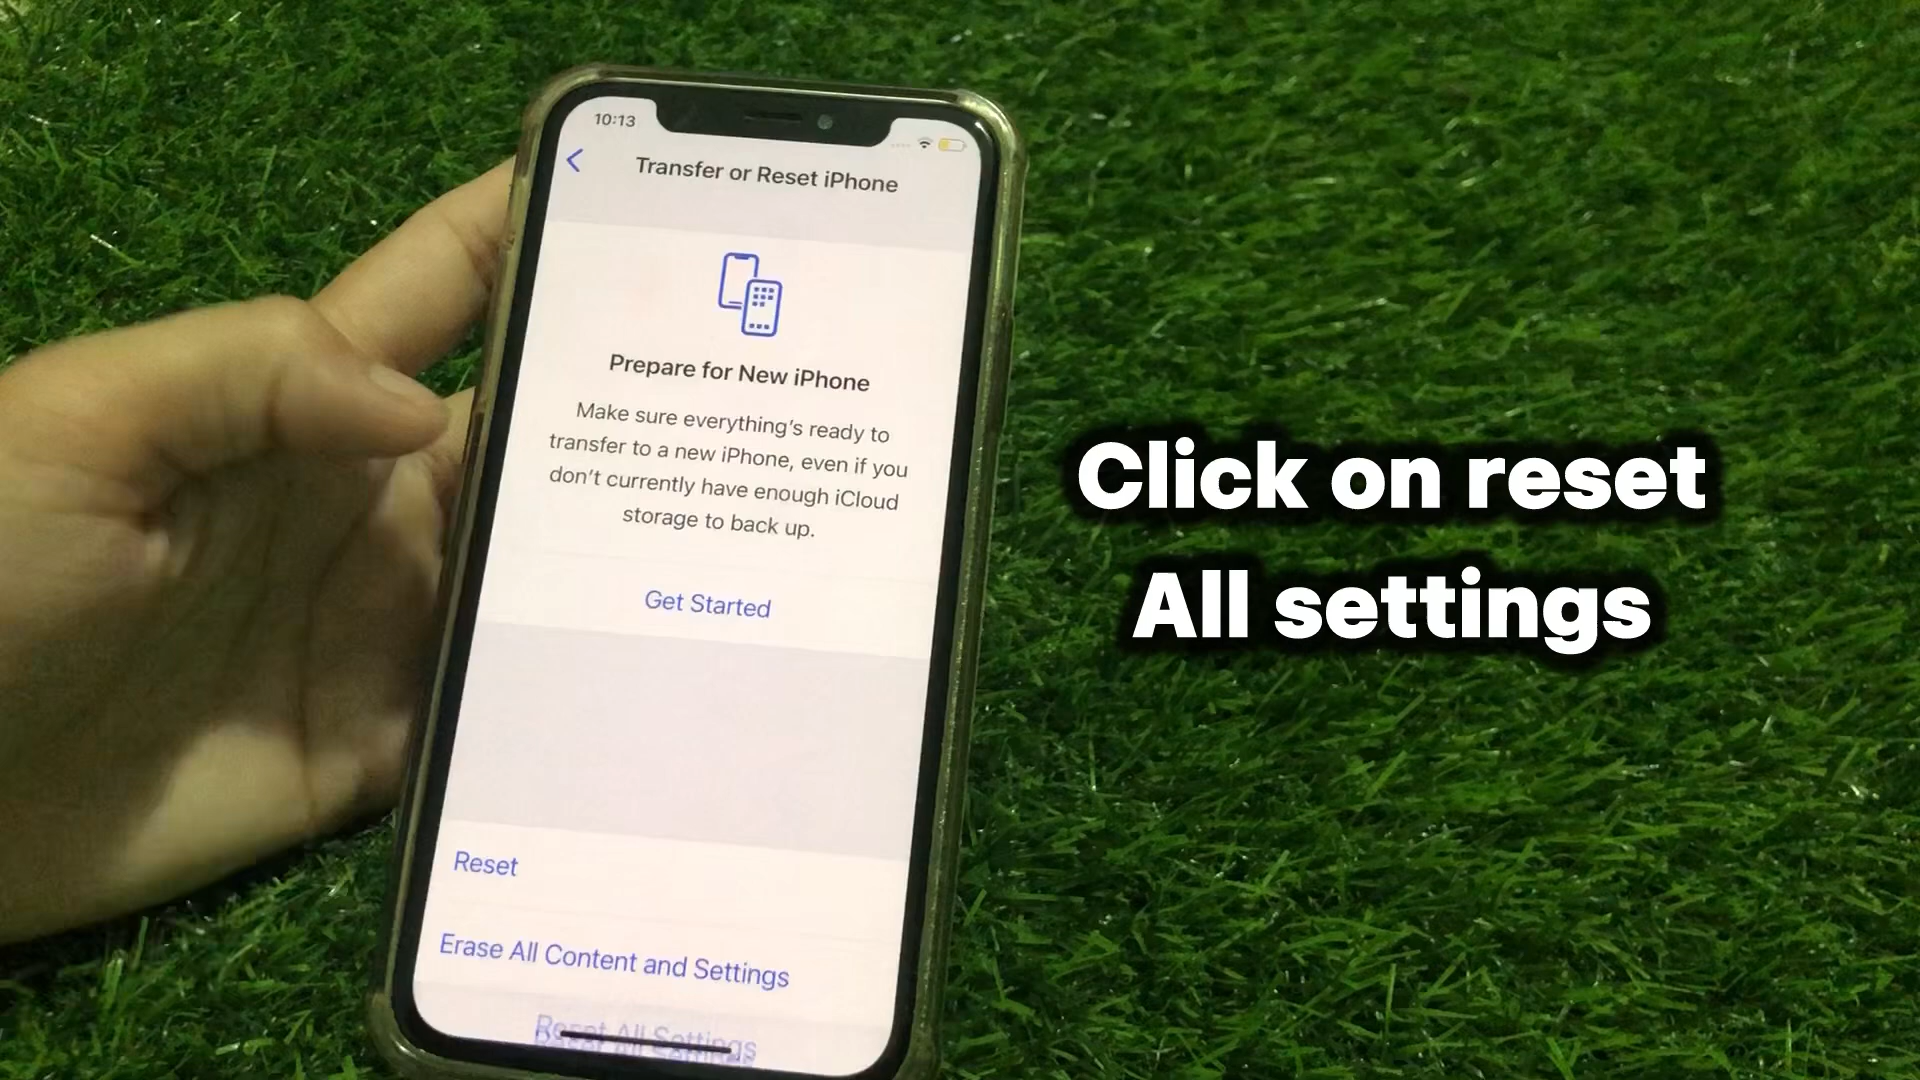 10:13
Transfer or Reset iPhone
Prepare for New iPhone
Make sure everything's ready to
transfer to a new iPhone, even if you
don't currently have enough iCloud
storage to back up.
Get Started
Reset
Erase All Content and Settings
Reset All Settings
Click on reset
All settings